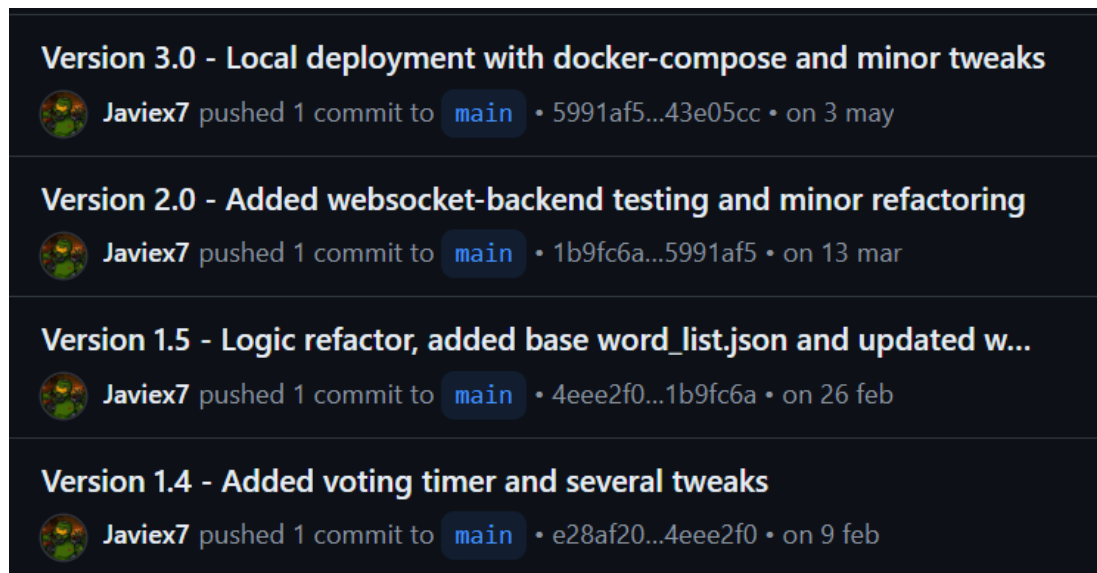 Version 3.0 - Local deployment with docker-compose and minor tweaks
Javiex7 pushed 1 commit to main • 5991af5...43e05cc • on 3 may
Version 2.0 - Added websocket-backend testing and minor refactoring
Javiex7 pushed 1 commit to main • 1b9fc6a...5991af5 • on 13 mar
Version 1.5 - Logic refactor, added base word_list.json and updated w...
Javiex7 pushed 1 commit to main • 4eee2f0...1b9fc6a • on 26 feb
Version 1.4 - Added voting timer and several tweaks
Javiex7 pushed 1 commit to main • e28af20...4eee2f0 • on 9 feb